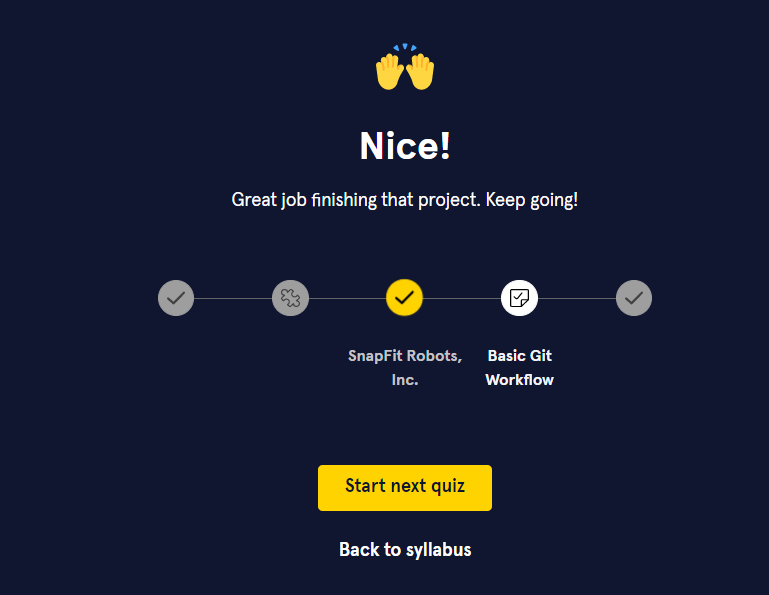 Nice!
Great job finishing that project. Keep going!
SnapFit Robots,
Inc.
Basic Git
Workflow
Start next quiz
Back to syllabus